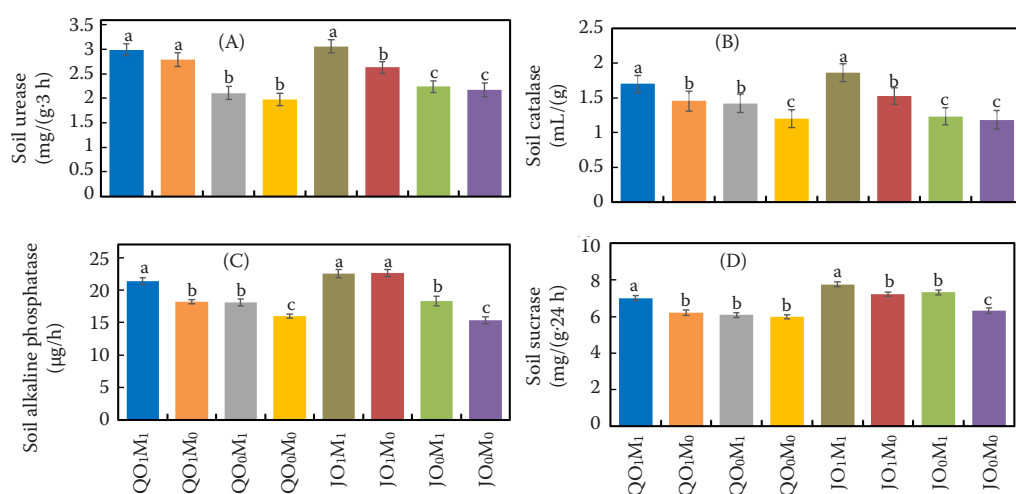 Soil urease
(mg/(g·3 h)
3.5
3
2.5
2
1.5
1
0.5
0
(A)
a
a
b
b
a
b
c
c
Soil catalase
(mL/(g)
2.5
2
1.5
1
0.5
0
(B)
a
b
b
c
a
b
c
c
Soil alkaline phosphatase
(µg/h)
25
20
15
10
5
0
(C)
a
b
b
c
a
a
b
c
QO₁M₁
QO₁M₀
QO₀M₁
QO₀M₀
JO₁M₁
JO₁M₀
JO₀M₁
JO₀M₀
Soil sucrase
(mg/(g·24 h)
10
8
6
4
2
0
(D)
a
b
b
b
a
b
b
c
QO₁M₁
QO₁M₀
QO₀M₁
QO₀M₀
JO₁M₁
JO₁M₀
JO₀M₁
JO₀M₀